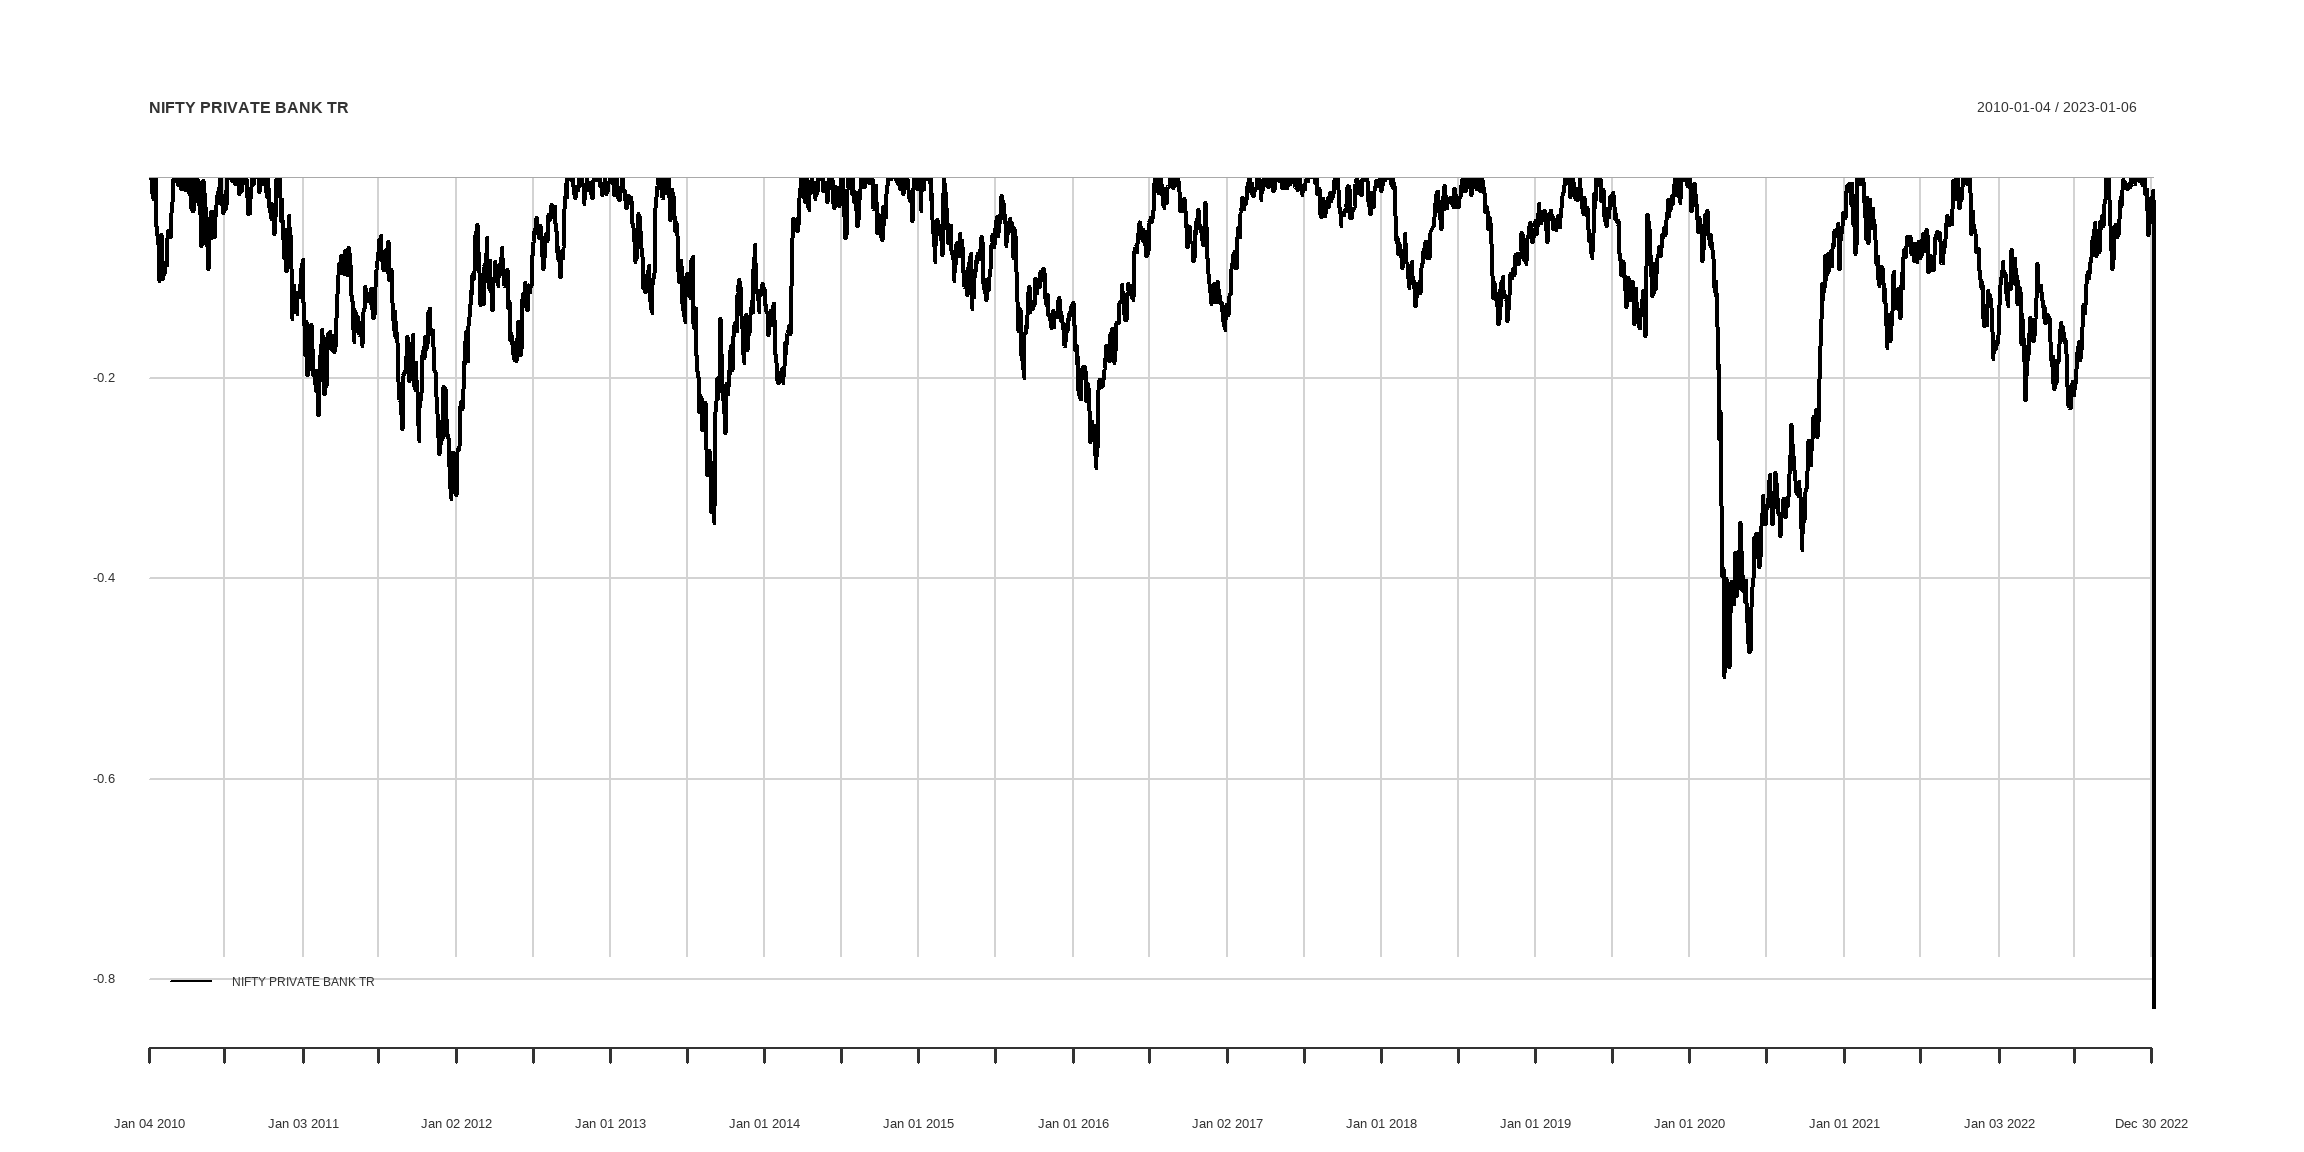 NIFTY PRIVATE BANK TR
2010-01-04 / 2023-01-06
-0.2
-0.4
-0.6
-0.8
NIFTY PRIVATE BANK TR
Jan 04 2010
Jan 03 2011
Jan 02 2012
Jan 01 2013
Jan 01 2014
Jan 01 2015
Jan 01 2016
Jan 02 2017
Jan 01 2018
Jan 01 2019
Jan 01 2020
Jan 01 2021
Jan 03 2022
Dec 30 2022